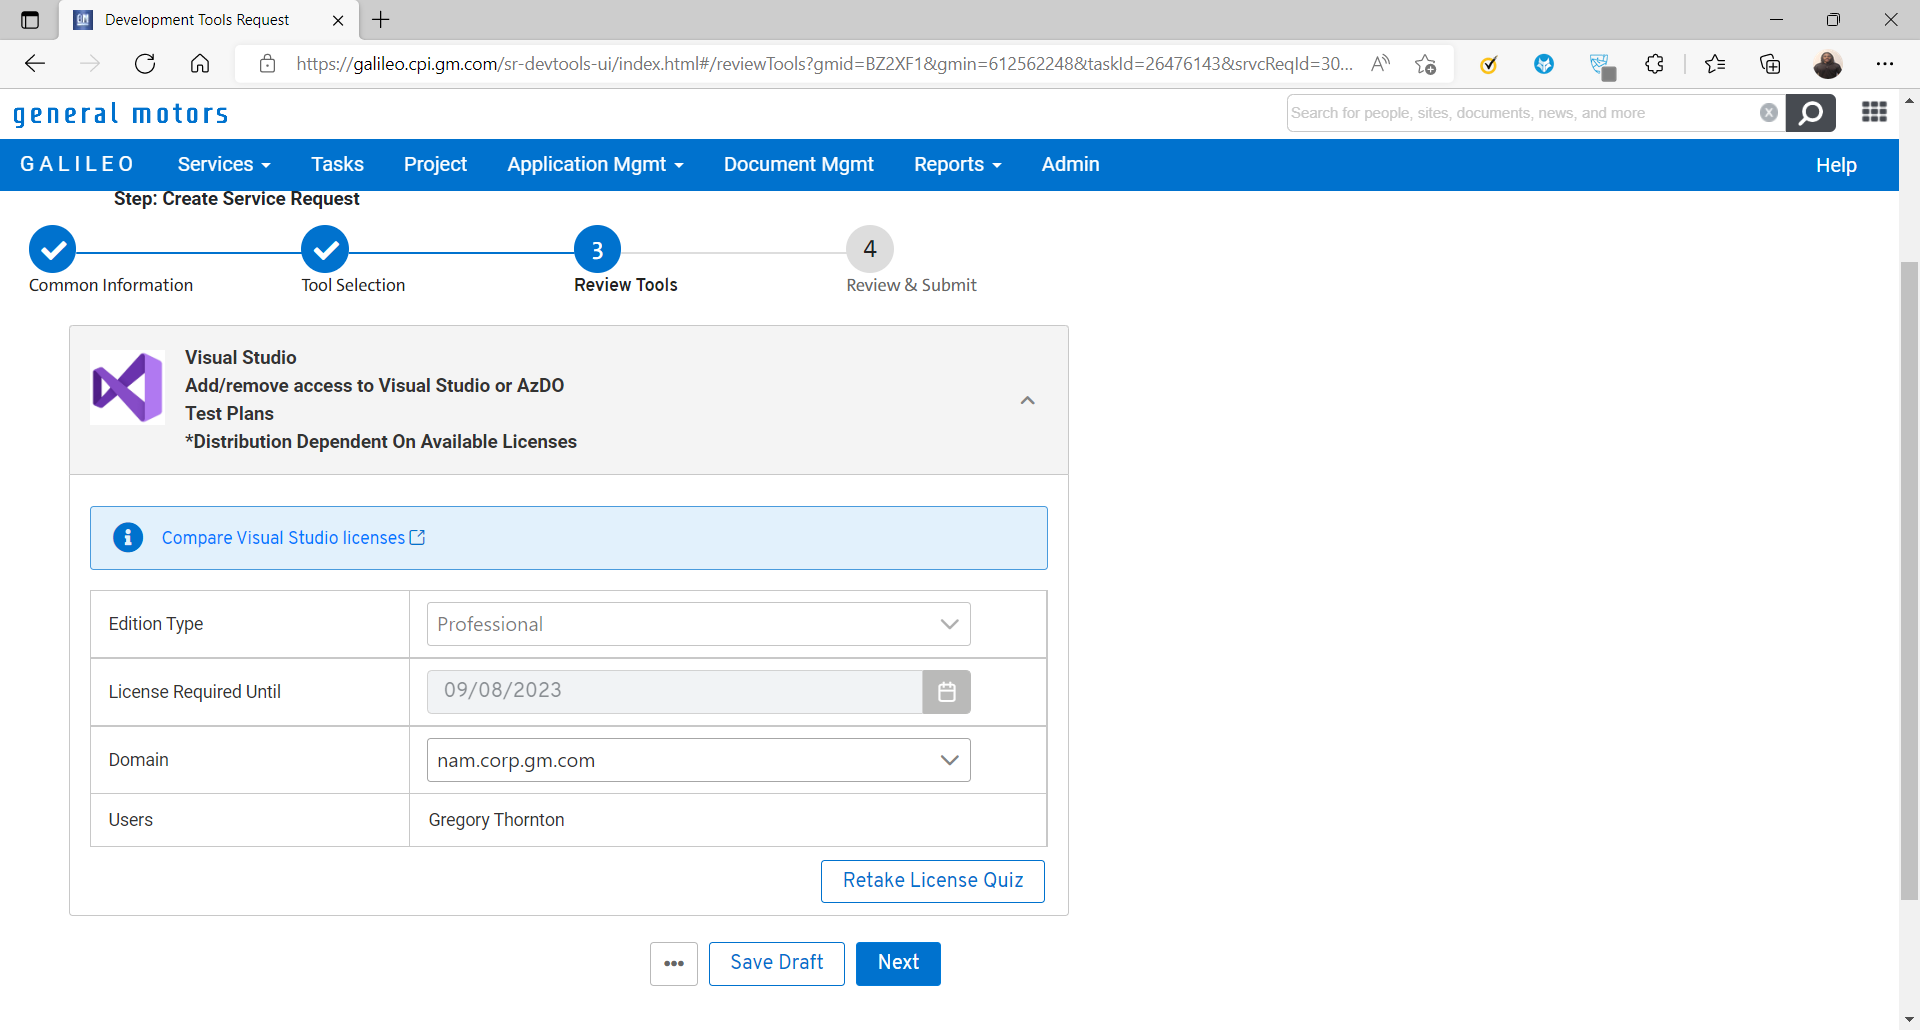 Development Tools Request
https://galileo.cpi.gm.com/sr-devtools-ui/index.html#/reviewTools?gmid=BZ2XF1&gmin=612562248&taskId=26476143&srvcReqId=30...
general motors
Search for people, sites, documents, news, and more
GALILEO Services Tasks Project Application Mgmt Document Mgmt Reports Admin Help
Step: Create Service Request
3 4
Common Information Tool Selection Review Tools Review & Submit
Visual Studio
Add/remove access to Visual Studio or AzDO
Test Plans
*Distribution Dependent On Available Licenses
Compare Visual Studio licenses
Edition Type Professional
License Required Until 09/08/2023
Domain nam.corp.gm.com
Users Gregory Thornton
Retake License Quiz
... Save Draft Next